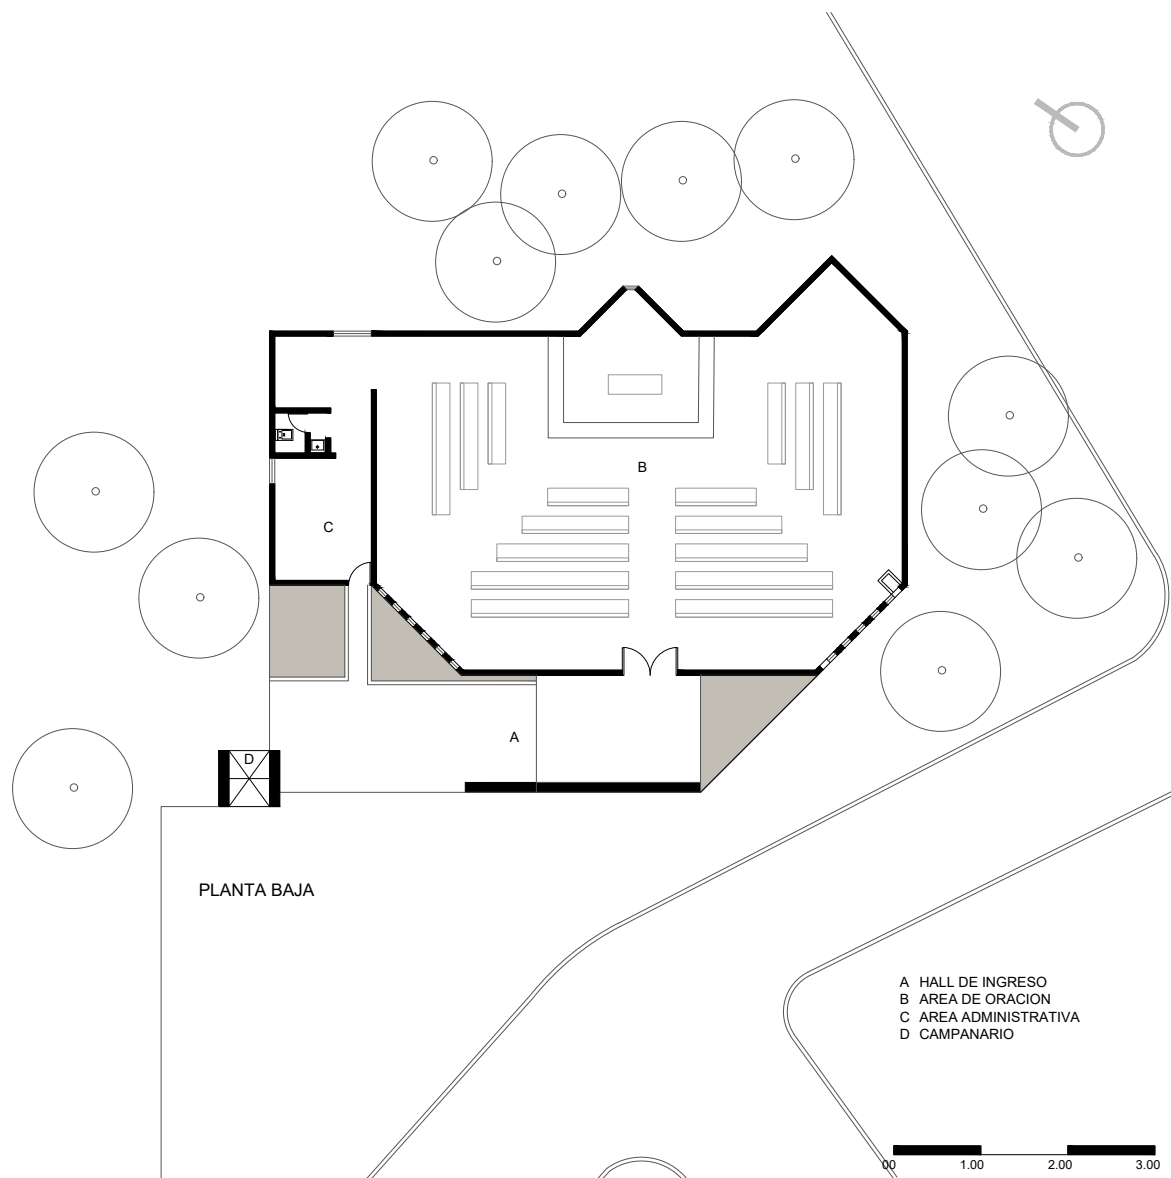 B
C
A
D
PLANTA BAJA
A HALL DE INGRESO
B AREA DE ORACION
C AREA ADMINISTRATIVA
D CAMPANARIO
00 1.00 2.00 3.00